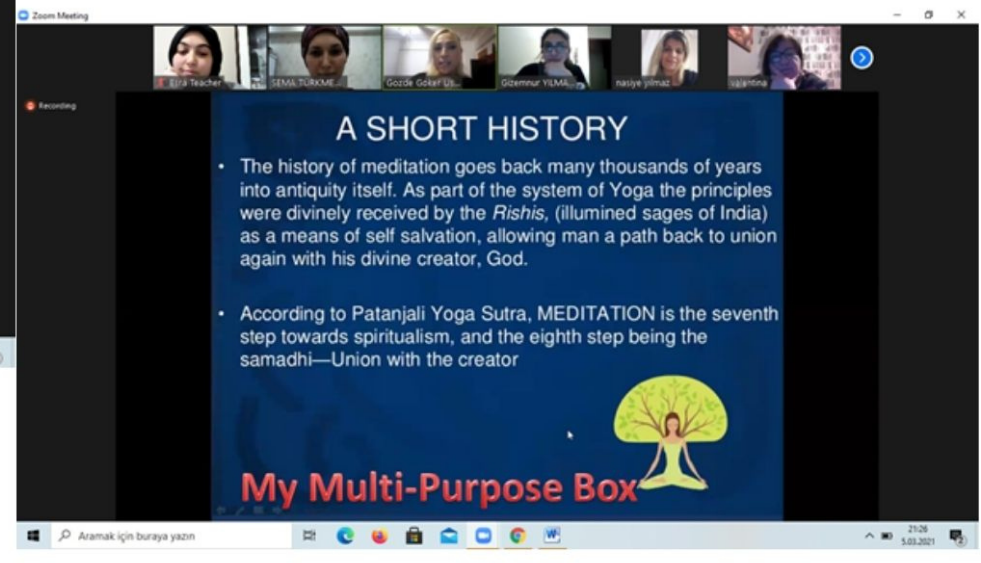 Zoom Meeting
Esra Teacher
SEMA TÜRKME...
Gozde Goker Us...
Gizemnur YILMA...
nasiye yilmaz
valentina
Recording
A SHORT HISTORY
• The history of meditation goes back many thousands of years
into antiquity itself. As part of the system of Yoga the principles
were divinely received by the Rishis, (illumined sages of India)
as a means of self salvation, allowing man a path back to union
again with his divine creator, God.
• According to Patanjali Yoga Sutra, MEDITATION is the seventh
step towards spiritualism, and the eighth step being the
samadhi—Union with the creator
My Multi-Purpose Box
Aramak için buraya yazın
21:26
5.03.2021
2